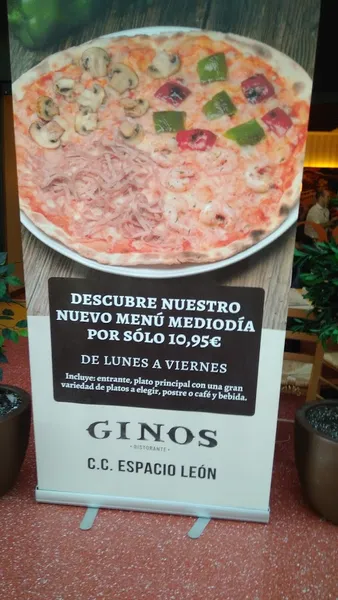 DESCUBRE NUESTRO
NUEVO MENÚ MEDIODÍA
POR SÓLO 10,95€
DE LUNES A VIERNES
Incluye: entrante, plato principal con una gran
variedad de platos a elegir, postre o café y bebida.
GINOS
• RISTORANTE •
C.C. ESPACIO LEÓN